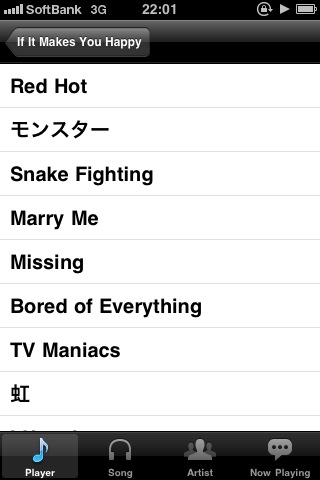 SoftBank 3G 22:01
If It Makes You Happy
Red Hot
モンスター
Snake Fighting
Marry Me
Missing
Bored of Everything
TV Maniacs
虹
Player Song Artist Now Playing